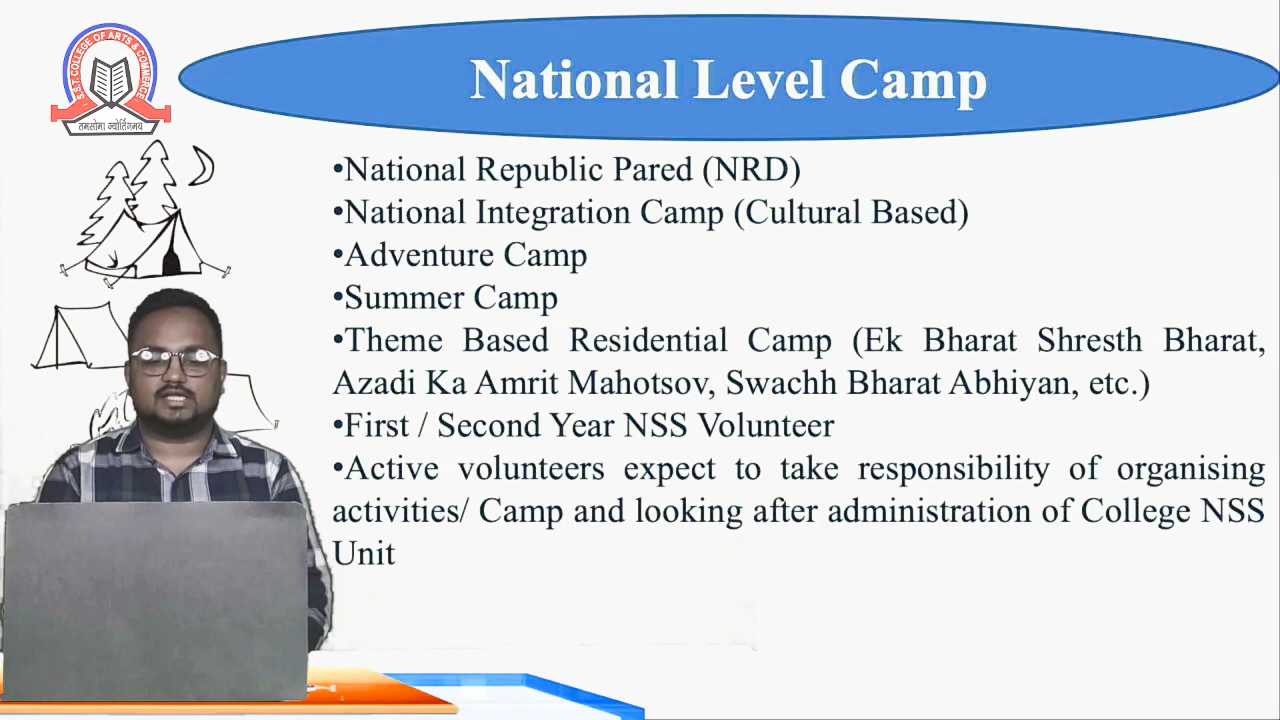 S.S.T. COLLEGE OF ARTS & COMMERCE
तमसोमा ज्योर्तिगमय
National Level Camp
•National Republic Pared (NRD)
•National Integration Camp (Cultural Based)
•Adventure Camp
•Summer Camp
•Theme Based Residential Camp (Ek Bharat Shresth Bharat,
Azadi Ka Amrit Mahotsov, Swachh Bharat Abhiyan, etc.)
•First / Second Year NSS Volunteer
•Active volunteers expect to take responsibility of organising
activities/ Camp and looking after administration of College NSS
Unit